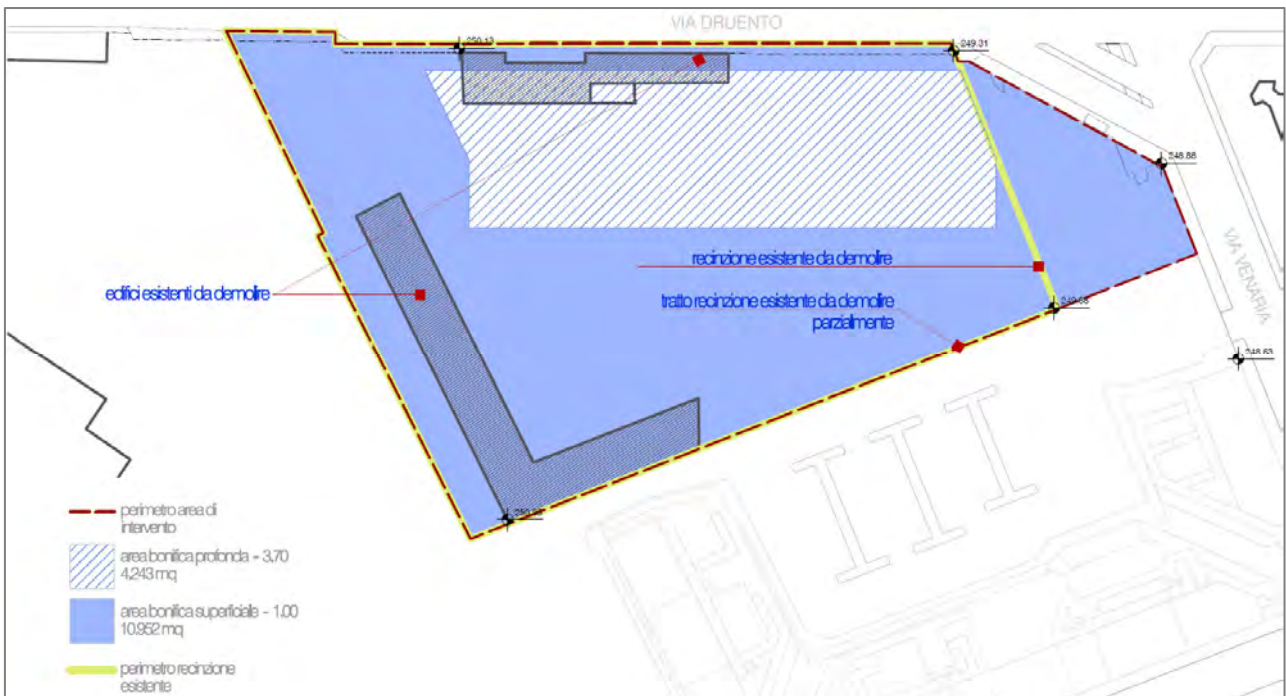 VIA DRUENTO
249.31
248.88
VIA VENARIA
recinzione esistente da demolire
edifici esistenti da demolire
tratto recinzione esistente da demolire
parzialmente
248.63
perimetro area di
intervento
area bonifica profonda - 3,70
4.243 mq
area bonifica superficiale - 1,00
10.952 mq
perimetro recinzione
esistente